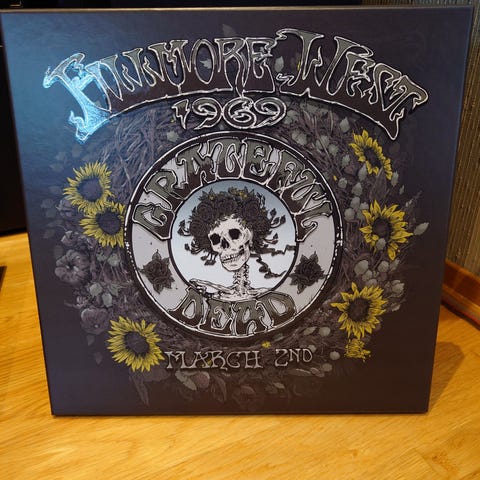 FILLMORE WEST
1969
GRATEFUL
DEAD
MARCH 2ND